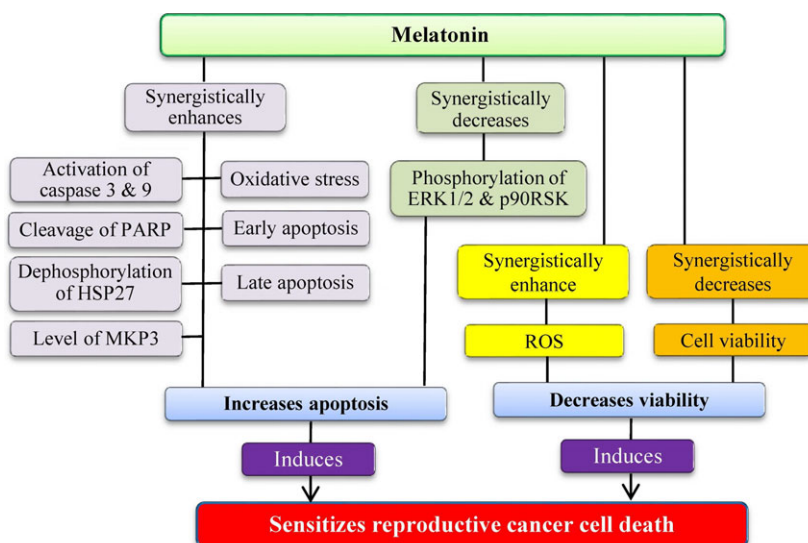 Melatonin
Synergistically
enhances
Synergistically
decreases
Activation of
caspase 3 & 9
Oxidative stress
Phosphorylation of
ERK1/2 & p90RSK
Cleavage of PARP
Early apoptosis
Dephosphorylation
of HSP27
Late apoptosis
Synergistically
enhance
Synergistically
decreases
Level of MKP3
ROS
Cell viability
Increases apoptosis
Decreases viability
Induces
Induces
Sensitizes reproductive cancer cell death